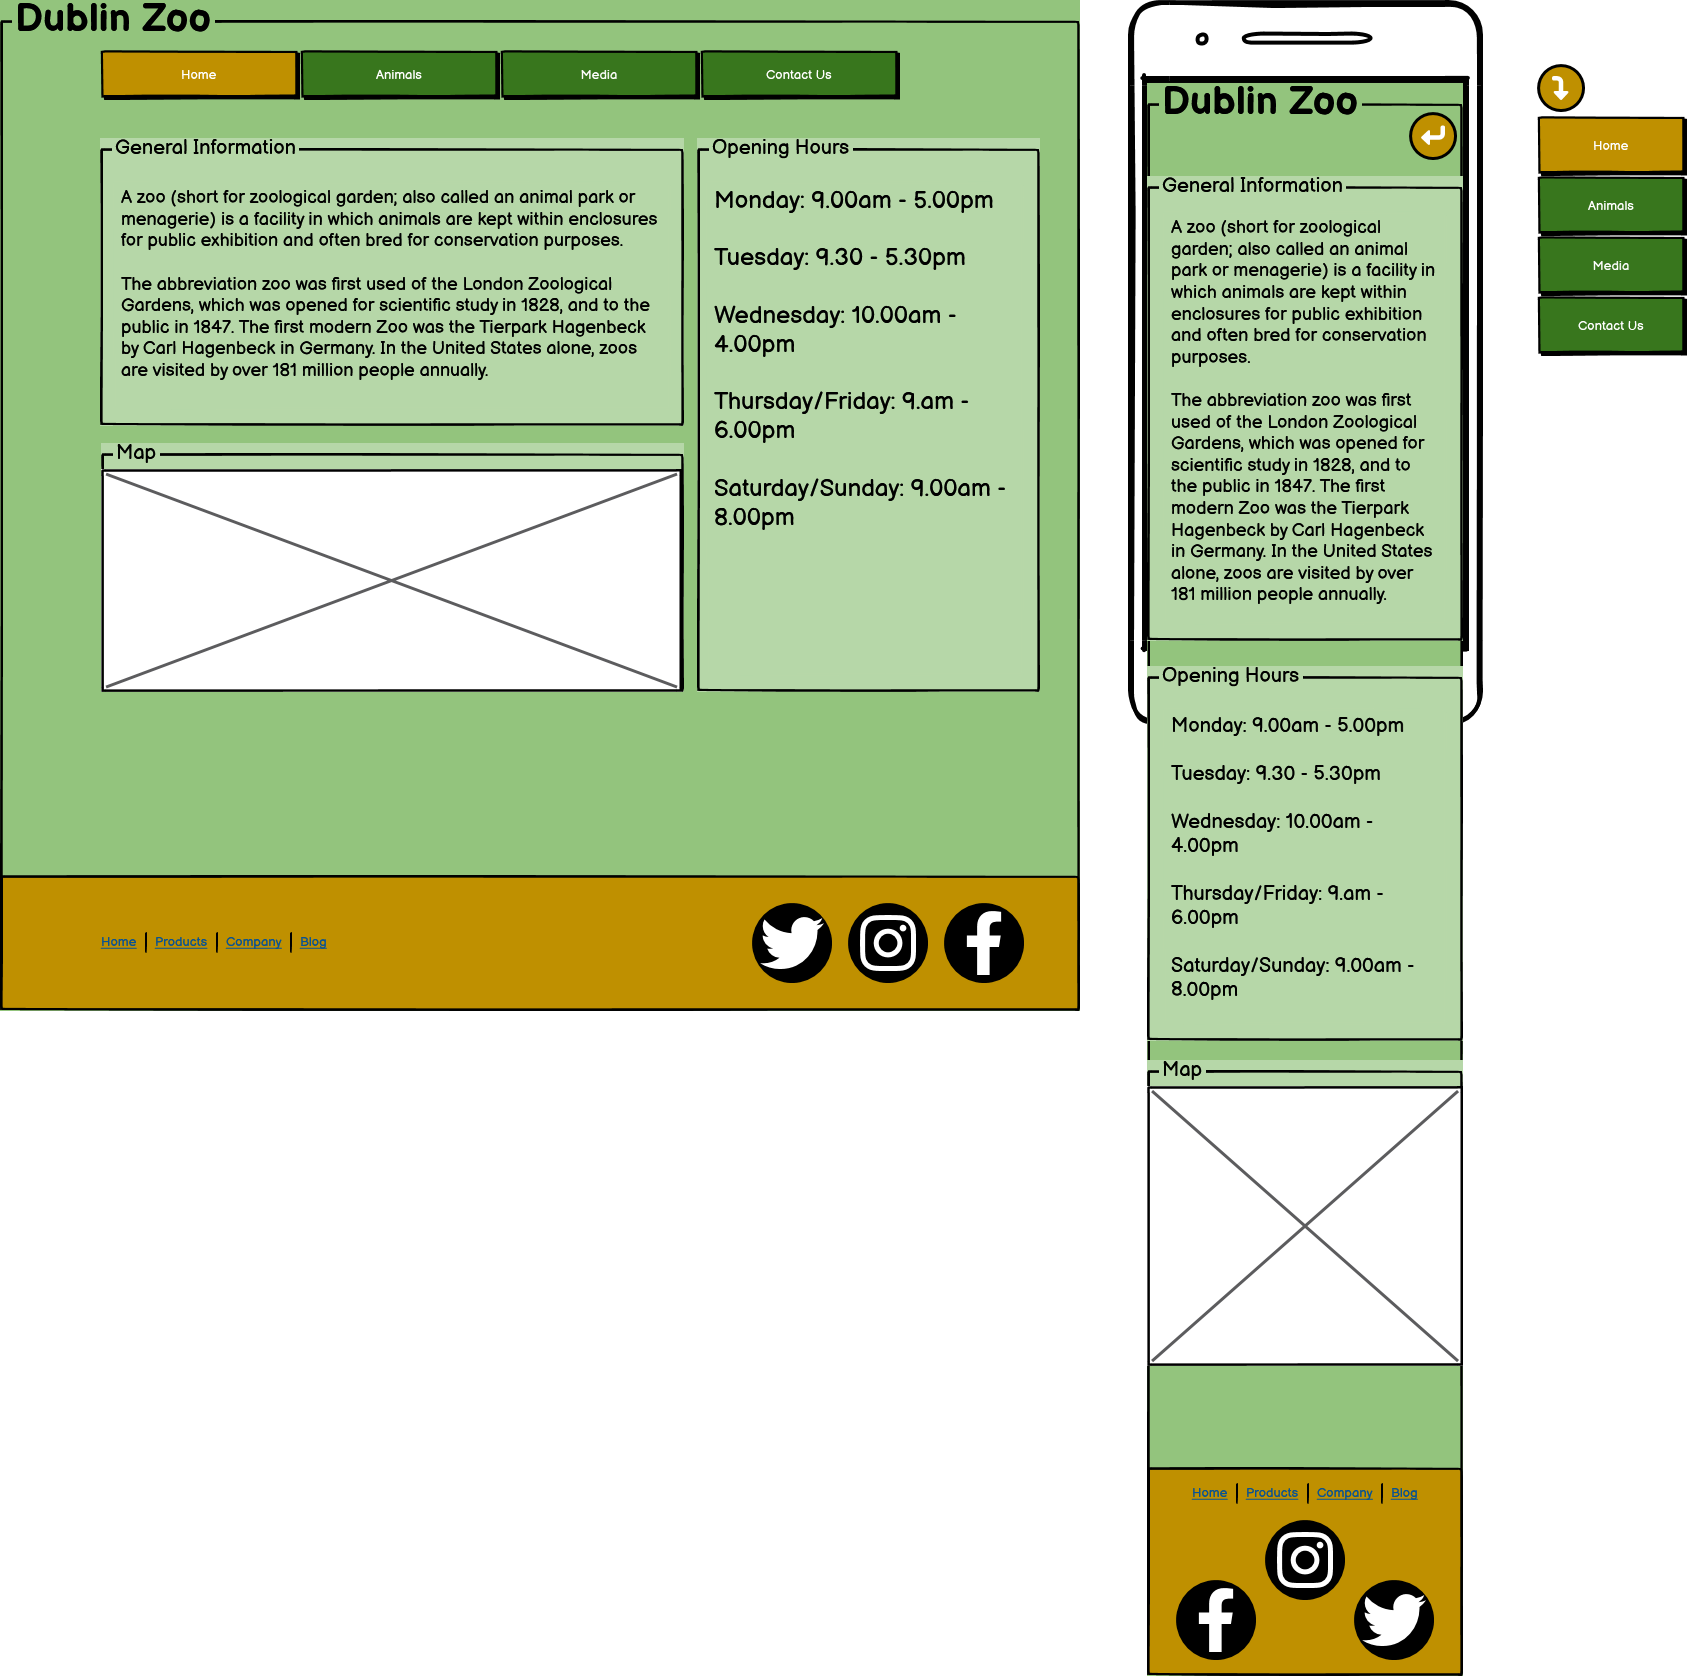 Dublin Zoo
Home
Animals
Media
Contact Us
General Information
A zoo (short for zoological garden; also called an animal park or
menagerie) is a facility in which animals are kept within enclosures
for public exhibition and often bred for conservation purposes.
The abbreviation zoo was first used of the London Zoological
Gardens, which was opened for scientific study in 1828, and to the
public in 1847. The first modern Zoo was the Tierpark Hagenbeck
by Carl Hagenbeck in Germany. In the United States alone, zoos
are visited by over 181 million people annually.
Map
Opening Hours
Monday: 9.00am - 5.00pm
Tuesday: 9.30 - 5.30pm
Wednesday: 10.00am -
4.00pm
Thursday/Friday: 9.am -
6.00pm
Saturday/Sunday: 9.00am -
8.00pm
Home | Products | Company | Blog
Dublin Zoo
General Information
A zoo (short for zoological
garden; also called an animal
park or menagerie) is a facility in
which animals are kept within
enclosures for public exhibition
and often bred for conservation
purposes.
The abbreviation zoo was first
used of the London Zoological
Gardens, which was opened for
scientific study in 1828, and to
the public in 1847. The first
modern Zoo was the Tierpark
Hagenbeck by Carl Hagenbeck
in Germany. In the United States
alone, zoos are visited by over
181 million people annually.
Opening Hours
Monday: 9.00am - 5.00pm
Tuesday: 9.30 - 5.30pm
Wednesday: 10.00am -
4.00pm
Thursday/Friday: 9.am -
6.00pm
Saturday/Sunday: 9.00am -
8.00pm
Map
Home | Products | Company | Blog
Home
Animals
Media
Contact Us